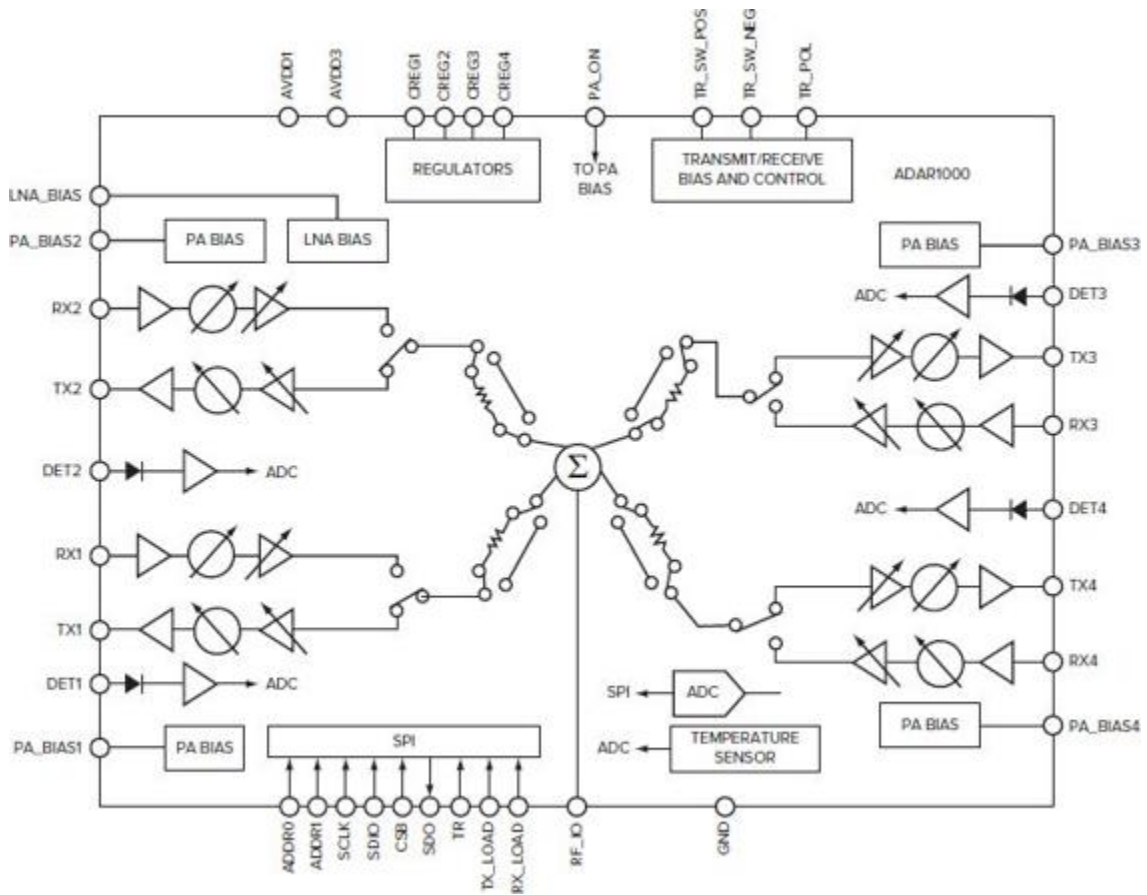 AVDD1
AVDD3
CREG1
CREG2
CREG3
CREG4
PA_ON
TR_SW_POS
TR_SW_NEG
TR_POL
REGULATORS
TO PA
BIAS
TRANSMIT/RECEIVE
BIAS AND CONTROL
ADAR1000
LNA_BIAS
PA_BIAS2
PA BIAS
LNA BIAS
PA BIAS
PA_BIAS3
RX2
ADC
DET3
TX2
TX3
RX3
DET2
ADC
Σ
ADC
DET4
RX1
TX4
TX1
RX4
DET1
ADC
SPI
ADC
PA BIAS
PA_BIAS4
PA_BIAS1
PA BIAS
SPI
ADC
TEMPERATURE
SENSOR
ADDR0
ADDR1
SCLK
SDIO
CSB
SDO
TR
TX_LOAD
RX_LOAD
RF_IO
GND